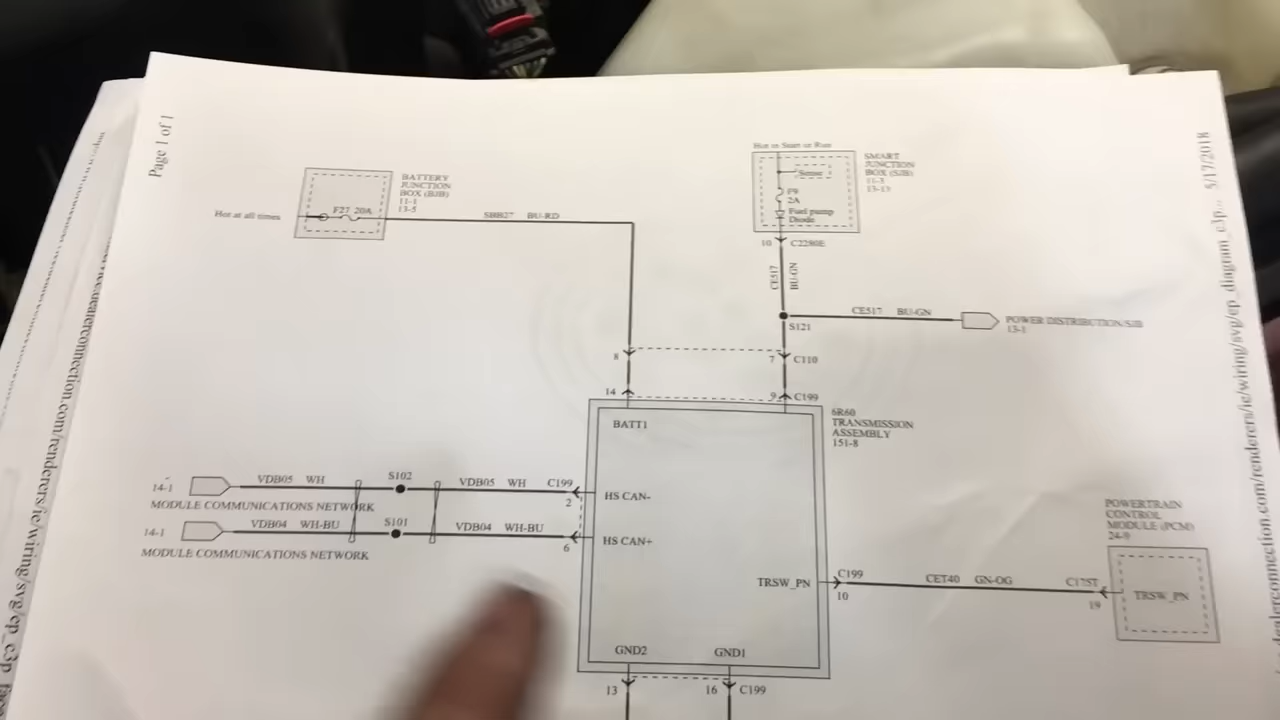 Page 1 of 1
Hot at all times
F27 20A
BATTERY
JUNCTION
BOX (BJB)
11-1
13-5
SBB27 BU-RD
Hot in Start or Run
Sensor
F9
2A
Fuel pump
Diode
SMART
JUNCTION
BOX (SJB)
11-3
13-13
10 C2280E
CE517 BU-GN
S121
CE517 BU-GN
POWER DISTRIBUTION/SJB
13-1
8
7 C110
14
9 C199
BATT1
6R60
TRANSMISSION
ASSEMBLY
151-8
14-1
VDB05 WH
S102
VDB05 WH
C199
2
HS CAN-
MODULE COMMUNICATIONS NETWORK
14-1
VDB04 WH-BU
S101
VDB04 WH-BU
6
HS CAN+
MODULE COMMUNICATIONS NETWORK
TRSW_PN
C199
10
CET40 GN-OG
C175T
19
POWERTRAIN
CONTROL
MODULE (PCM)
24-9
TRSW_PN
GND2
GND1
13
16 C199
5/17/2018